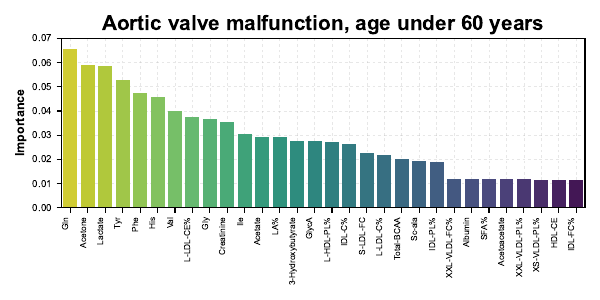 Aortic valve malfunction, age under 60 years
Importance
0.07
0.06
0.05
0.04
0.03
0.02
0.01
0.00
Gln
Acetone
Lactate
Tyr
Phe
His
Val
L-LDL-CE%
Gly
Creatinine
Ile
Acetate
LA%
3-Hydroxybutyrate
GlycA
L-HDL-PL%
IDL-C%
S-LDL-FC
L-LDL-C%
Total-BCAA
Sc-ala
IDL-PL%
XXL-VLDL-FC%
Albumin
SFA%
Acetoacetate
XXL-VLDL-PL%
XS-VLDL-PL%
HDL-CE
IDL-FC%